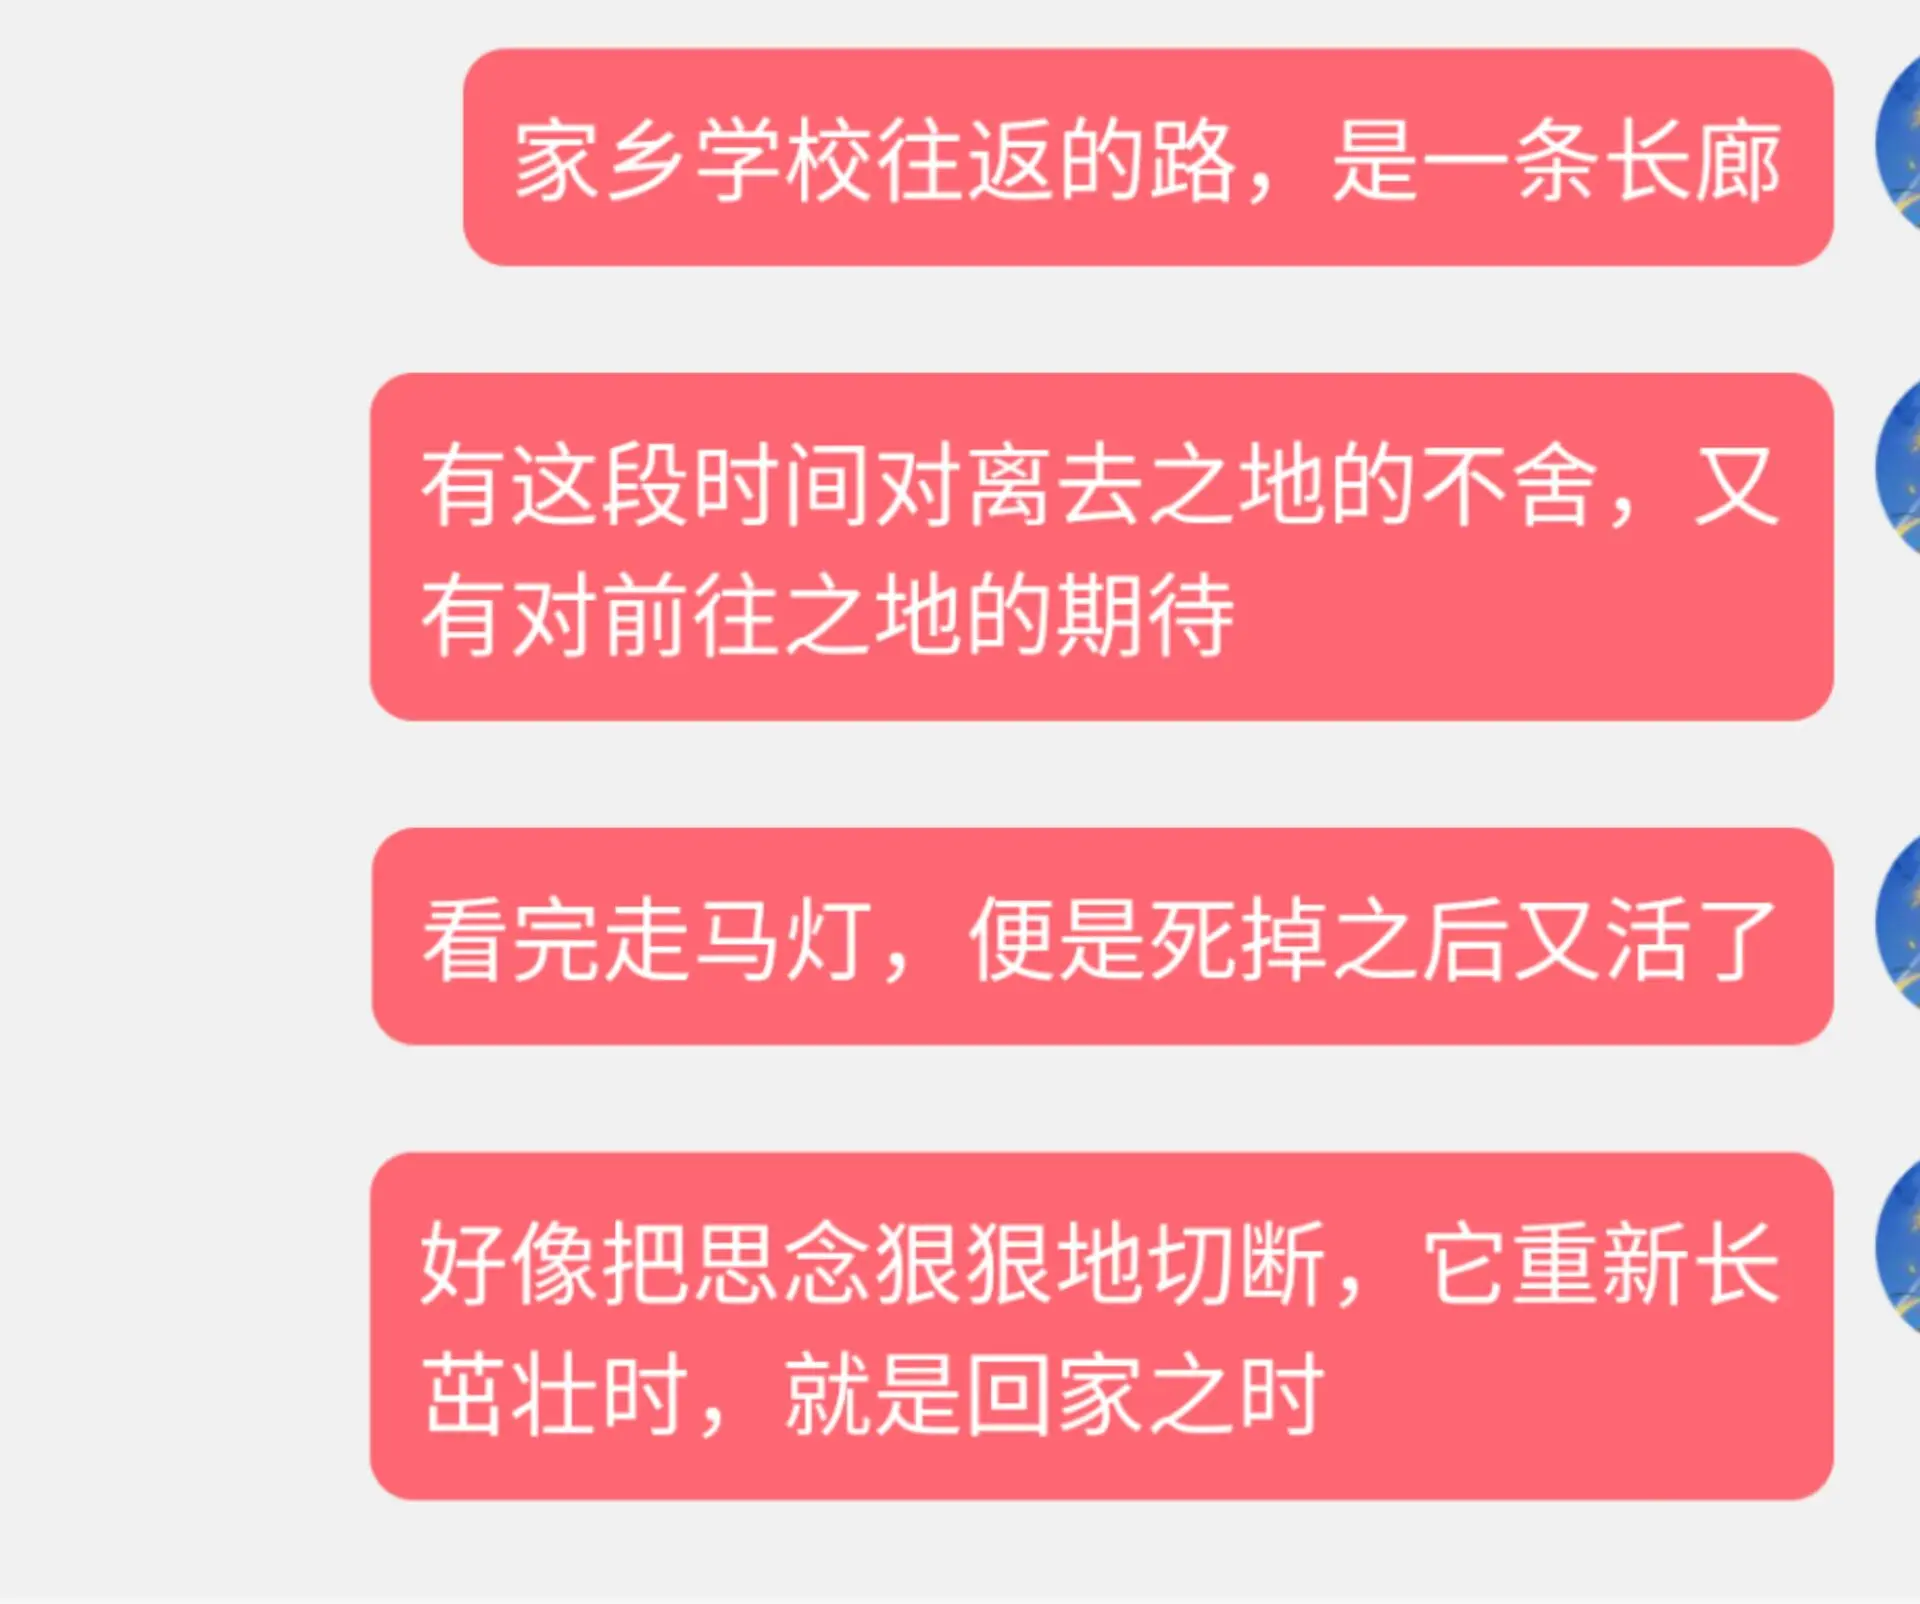 家乡学校往返的路，是一条长廊
有这段时间对离去之地的不舍，又
有对前往之地的期待
看完走马灯，便是死掉之后又活了
好像把思念狠狠地切断，它重新长
茁壮时，就是回家之时